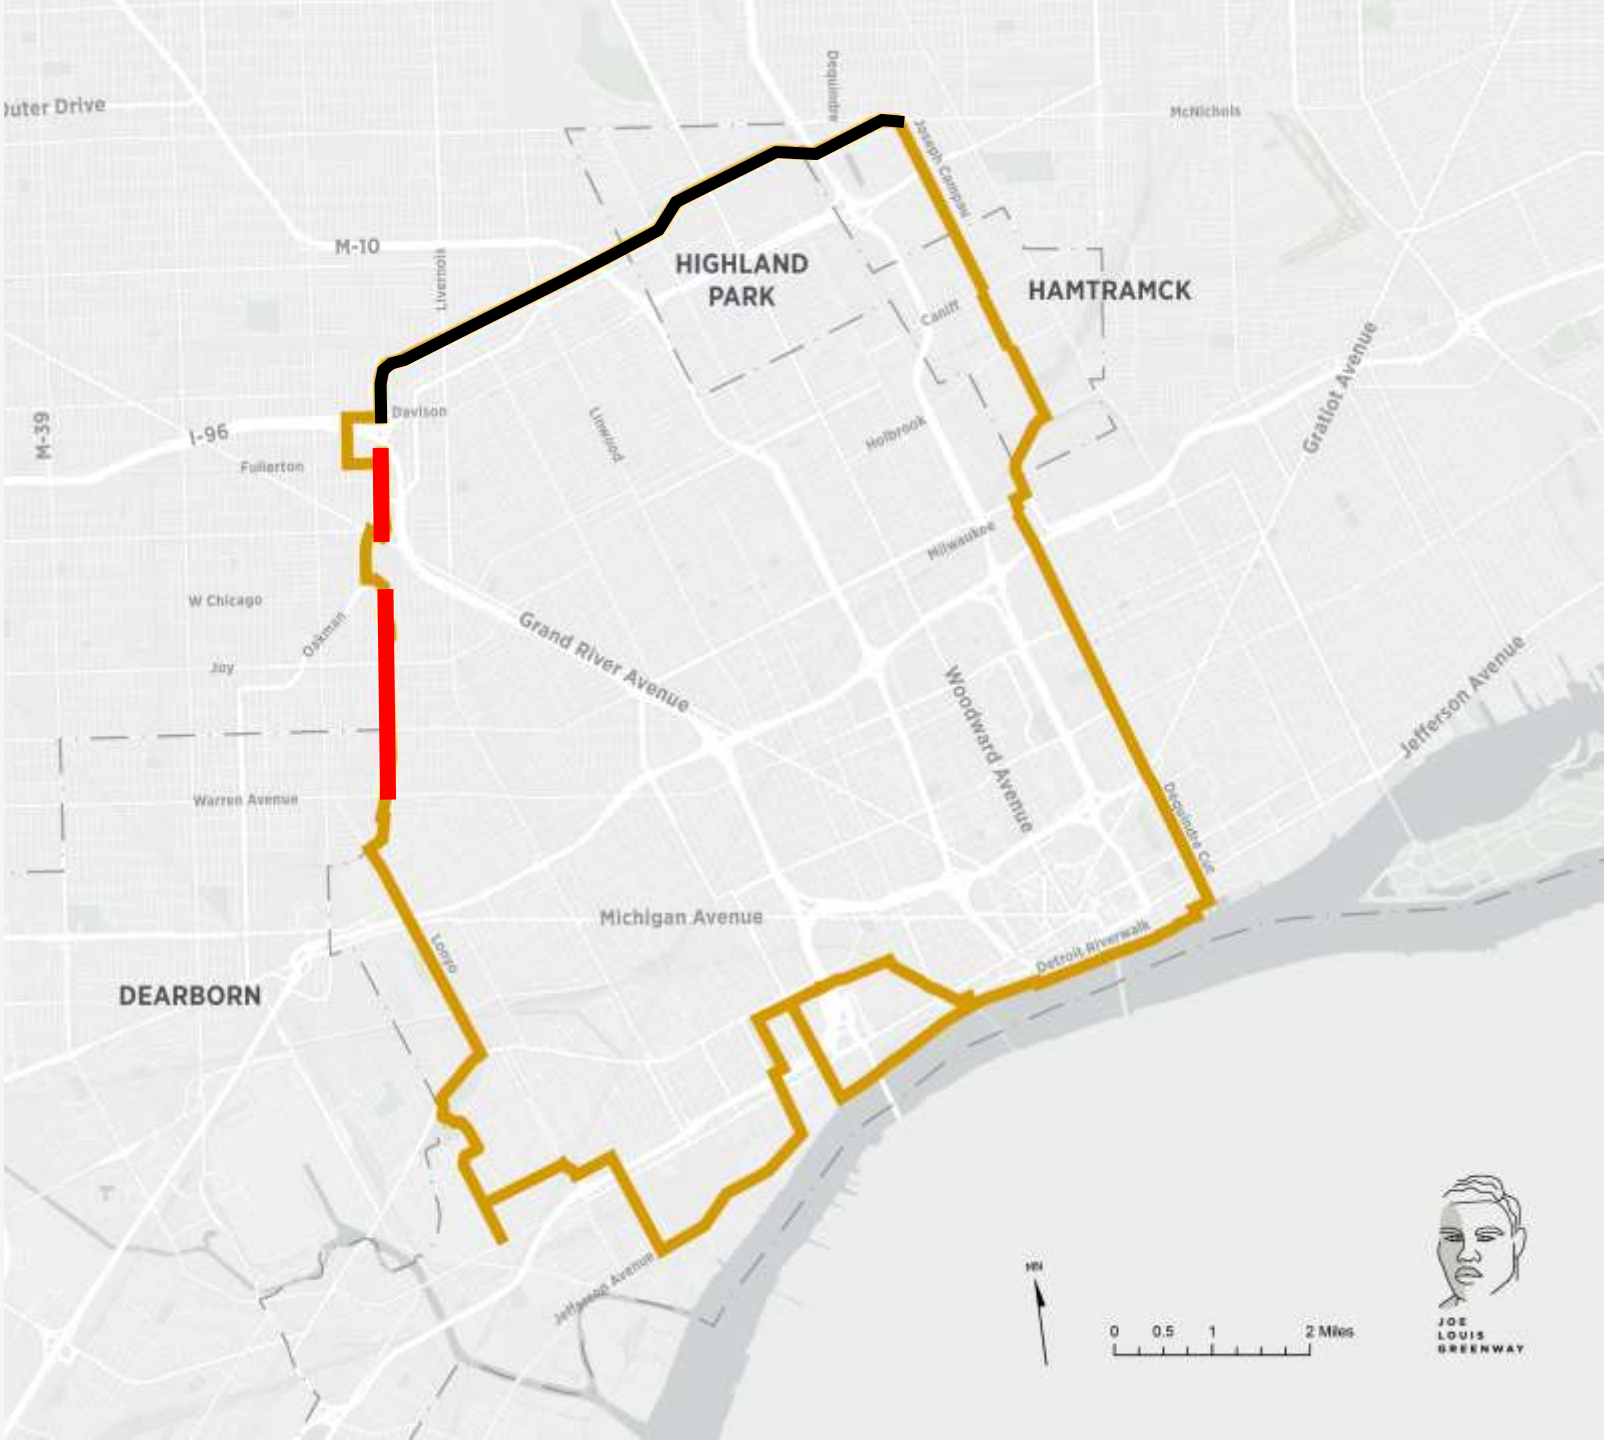 Outer Drive
Dequindre
McNichols
Joseph Campau
M-10
Livernois
HIGHLAND
PARK
HAMTRAMCK
Caniff
Gratiot Avenue
M-39
I-96
Davison
Linwood
Holbrook
Fullerton
Milwaukee
W Chicago
Oakman
Joy
Grand River Avenue
Woodward Avenue
Jefferson Avenue
Warren Avenue
Dequindre Cut
Michigan Avenue
Lonyo
Detroit Riverwalk
DEARBORN
Jefferson Avenue
MN
0 0.5 1 2 Miles
JOE
LOUIS
GREENWAY